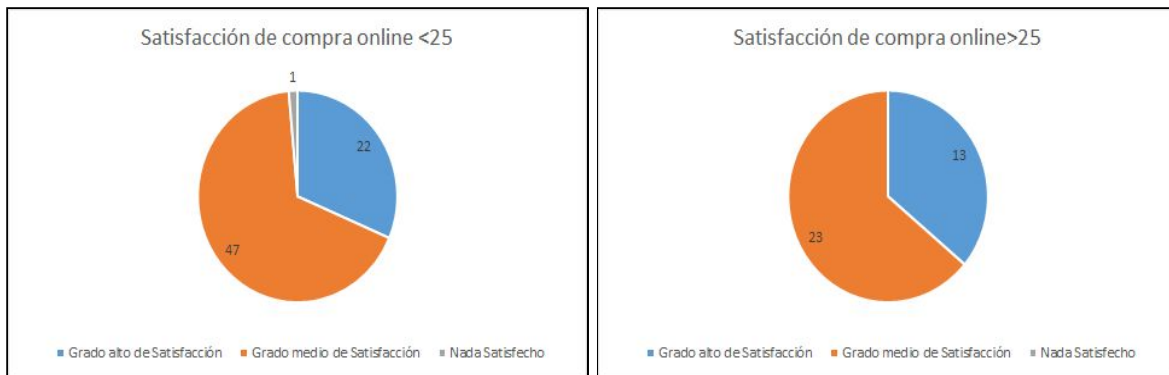 Satisfacción de compra online <25
1
22
47
Grado alto de Satisfacción Grado medio de Satisfacción Nada Satisfecho
Satisfacción de compra online>25
13
23
Grado alto de Satisfacción Grado medio de Satisfacción Nada Satisfecho